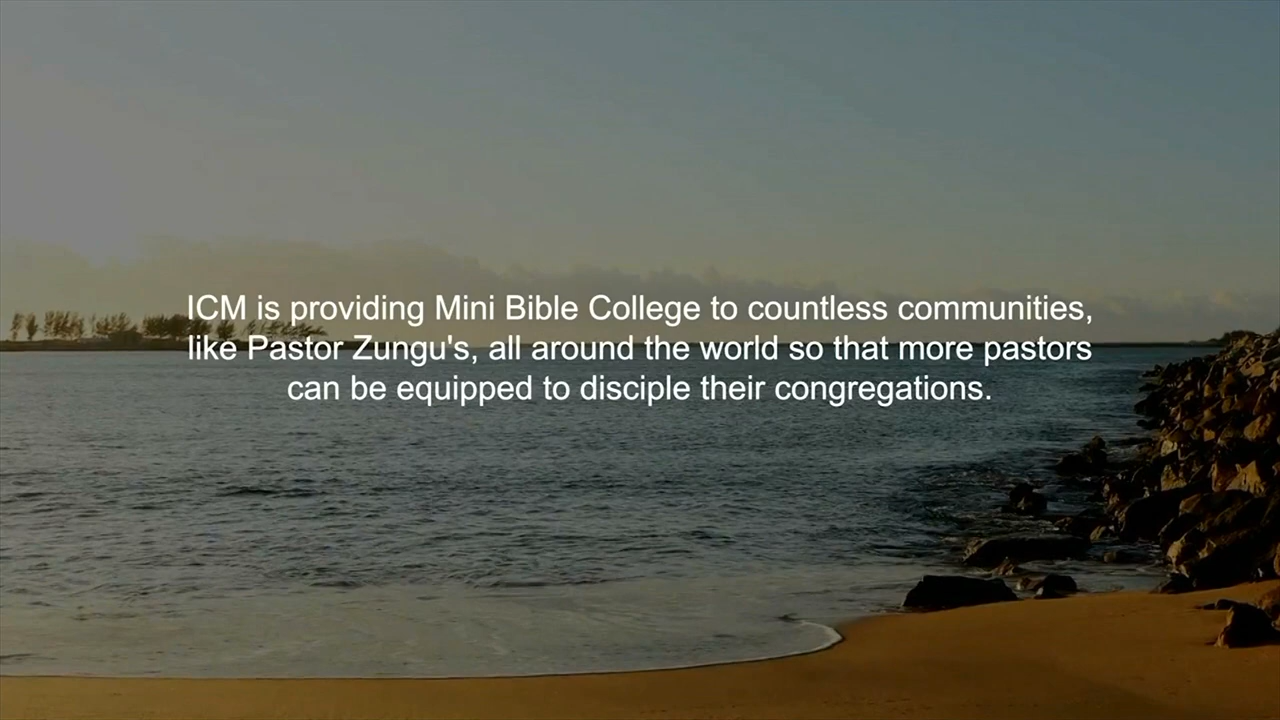 ICM is providing Mini Bible College to countless communities,
like Pastor Zungu's, all around the world so that more pastors
can be equipped to disciple their congregations.